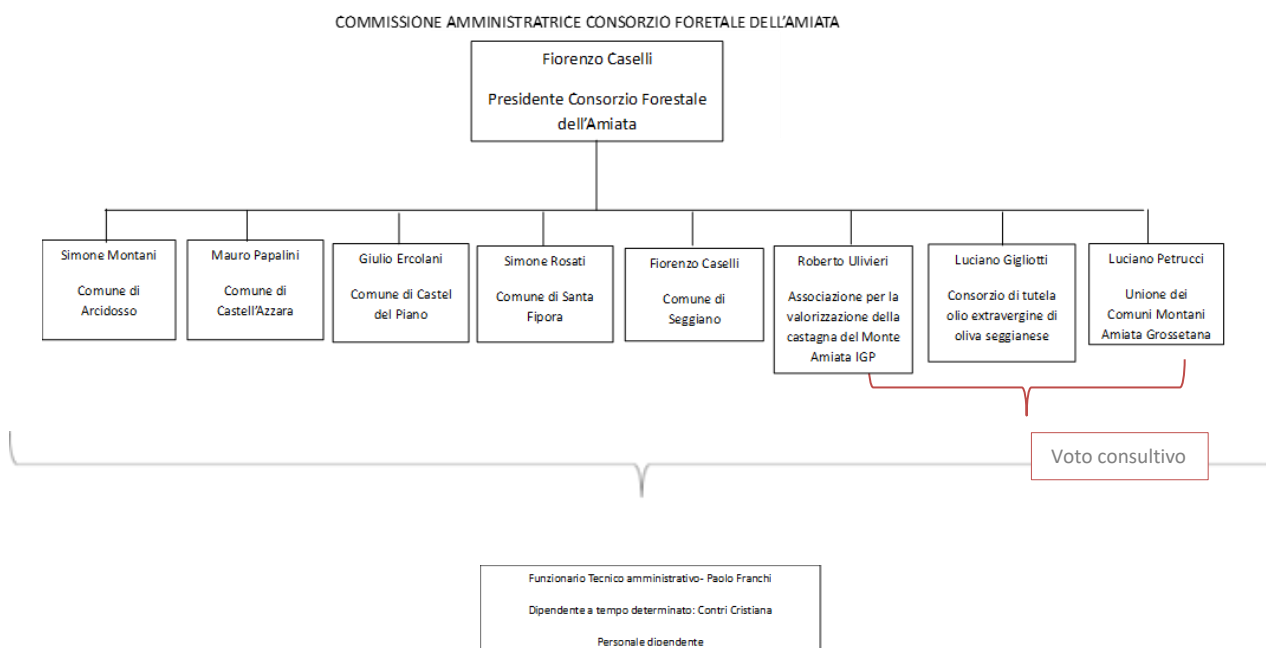 COMMISSIONE AMMINISTRATRICE CONSORZIO FORETALE DELL'AMIATA
Fiorenzo Caselli
Presidente Consorzio Forestale
dell'Amiata
Simone Montani
Comune di
Arcidosso
Mauro Papalini
Comune di
Castell'Azzara
Giulio Ercolani
Comune di Castel
del Piano
Simone Rosati
Comune di Santa
Fipora
Fiorenzo Caselli
Comune di
Seggiano
Roberto Ulivieri
Associazione per la
valorizzazione della
castagna del Monte
Amiata IGP
Luciano Gigliotti
Consorzio di tutela
olio extravergine di
oliva seggianese
Luciano Petrucci
Unione dei
Comuni Montani
Amiata Grossetana
Voto consultivo
Funzionario Tecnico amministrativo- Paolo Franchi
Dipendente a tempo determinato: Contri Cristiana
Personale dipendente